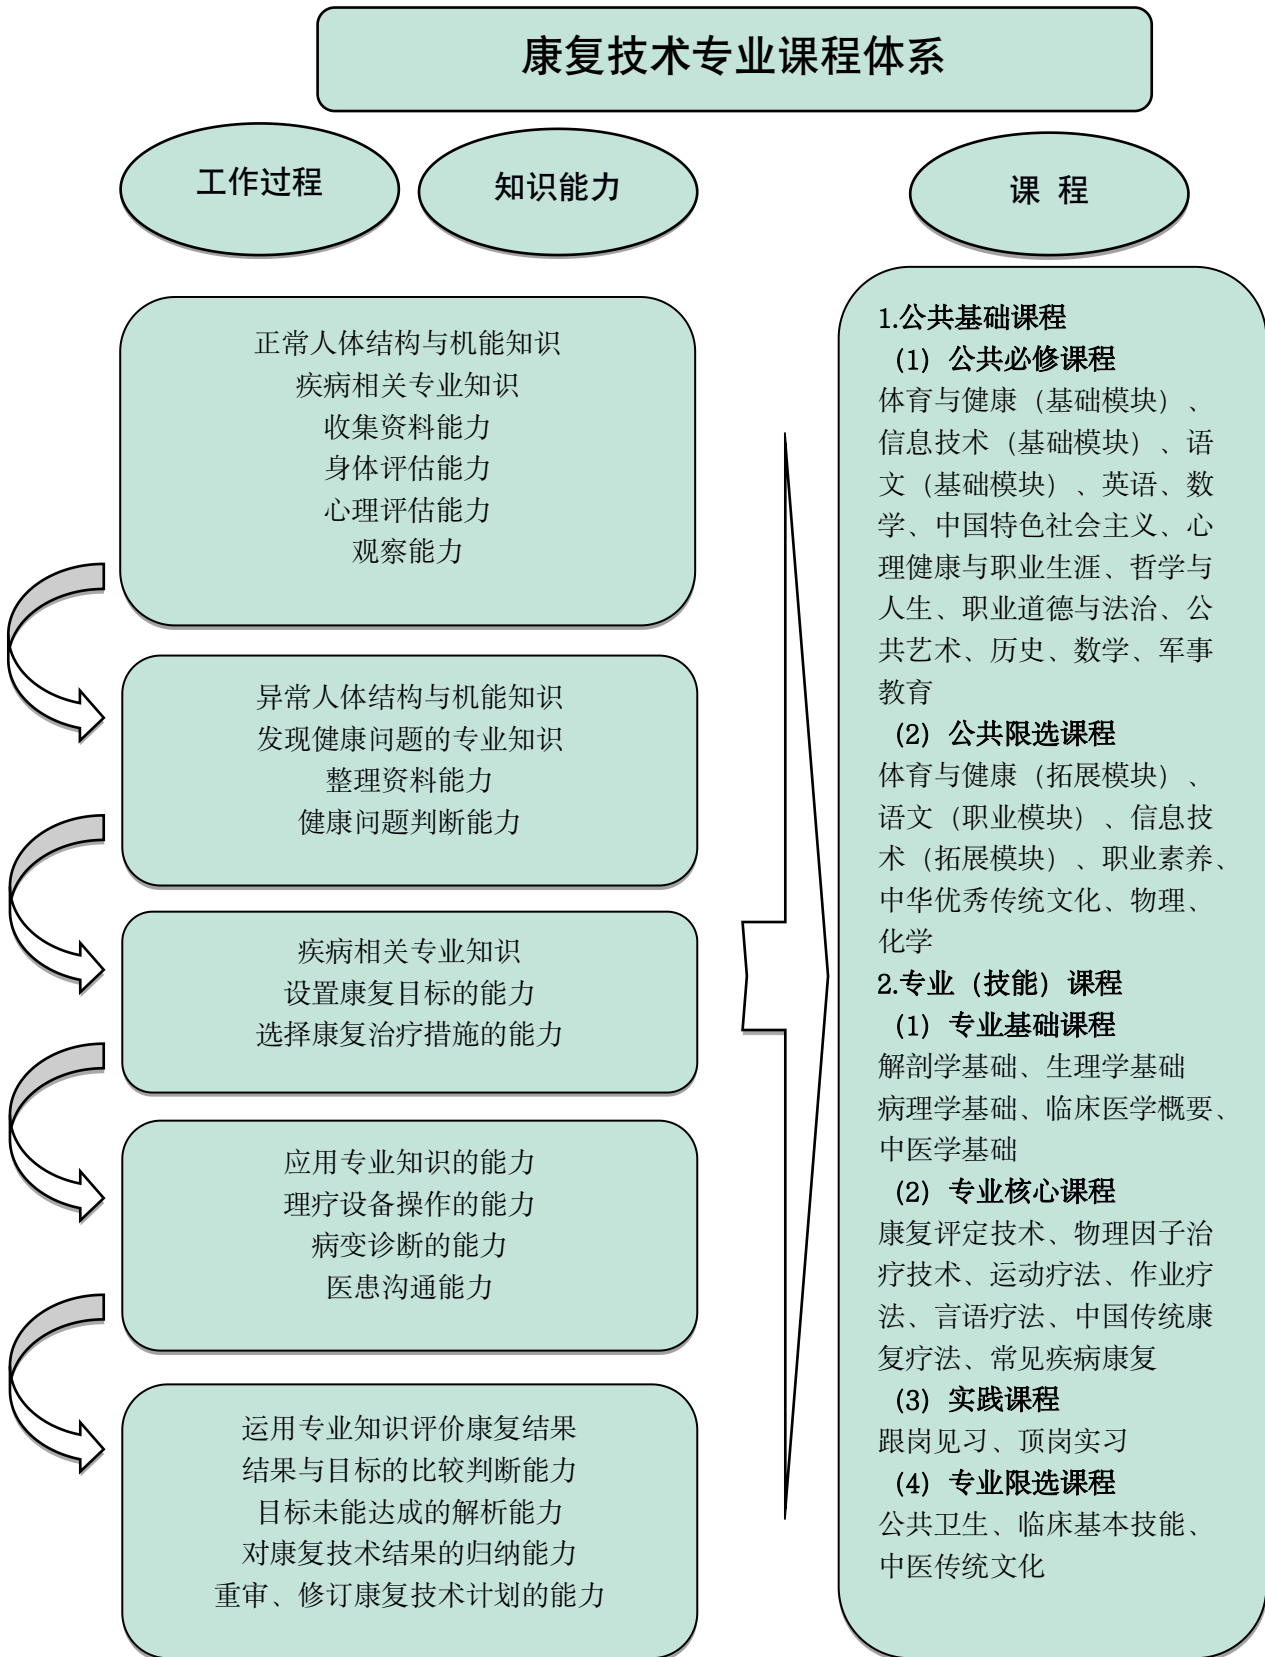 康复技术专业课程体系
工作过程
知识能力
课 程
正常人体结构与机能知识
疾病相关专业知识
收集资料能力
身体评估能力
心理评估能力
观察能力
异常人体结构与机能知识
发现健康问题的专业知识
整理资料能力
健康问题判断能力
疾病相关专业知识
设置康复目标的能力
选择康复治疗措施的能力
应用专业知识的能力
理疗设备操作的能力
病变诊断的能力
医患沟通能力
运用专业知识评价康复结果
结果与目标的比较判断能力
目标未能达成的解析能力
对康复技术结果的归纳能力
重审、修订康复技术计划的能力
1.公共基础课程
（1）公共必修课程
体育与健康（基础模块）、
信息技术（基础模块）、语
文（基础模块）、英语、数
学、中国特色社会主义、心
理健康与职业生涯、哲学与
人生、职业道德与法治、公
共艺术、历史、数学、军事
教育
（2）公共限选课程
体育与健康（拓展模块）、
语文（职业模块）、信息技
术（拓展模块）、职业素养、
中华优秀传统文化、物理、
化学
2.专业（技能）课程
（1）专业基础课程
解剖学基础、生理学基础
病理学基础、临床医学概要、
中医学基础
（2）专业核心课程
康复评定技术、物理因子治
疗技术、运动疗法、作业疗
法、言语疗法、中国传统康
复疗法、常见疾病康复
（3）实践课程
跟岗见习、顶岗实习
（4）专业限选课程
公共卫生、临床基本技能、
中医传统文化